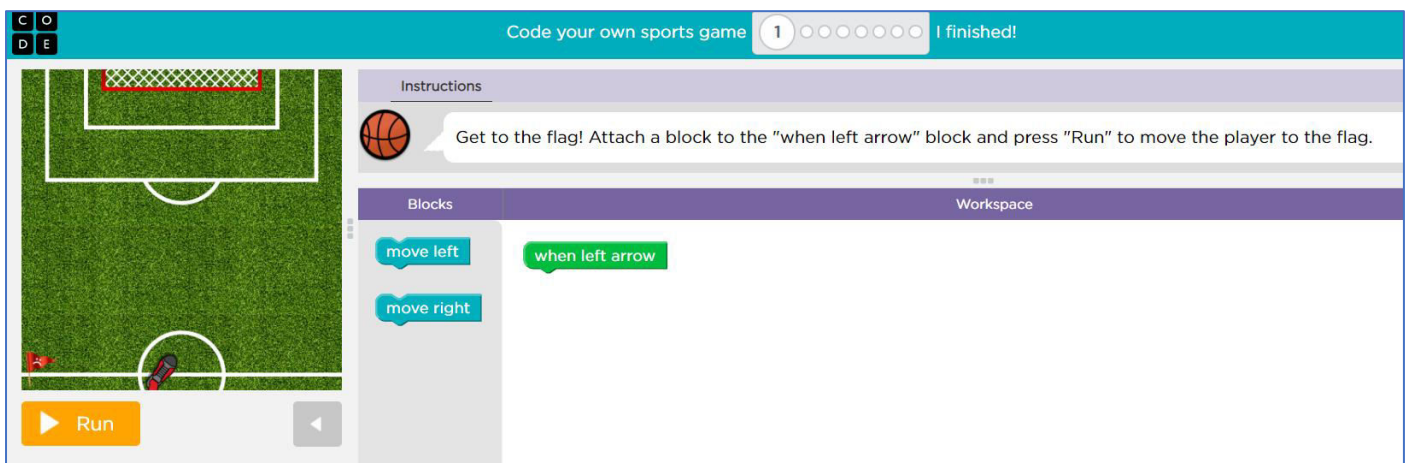 C O
D E
Code your own sports game 1 I finished!
Instructions
Get to the flag! Attach a block to the "when left arrow" block and press "Run" to move the player to the flag.
Blocks
Workspace
move left
when left arrow
move right
Run